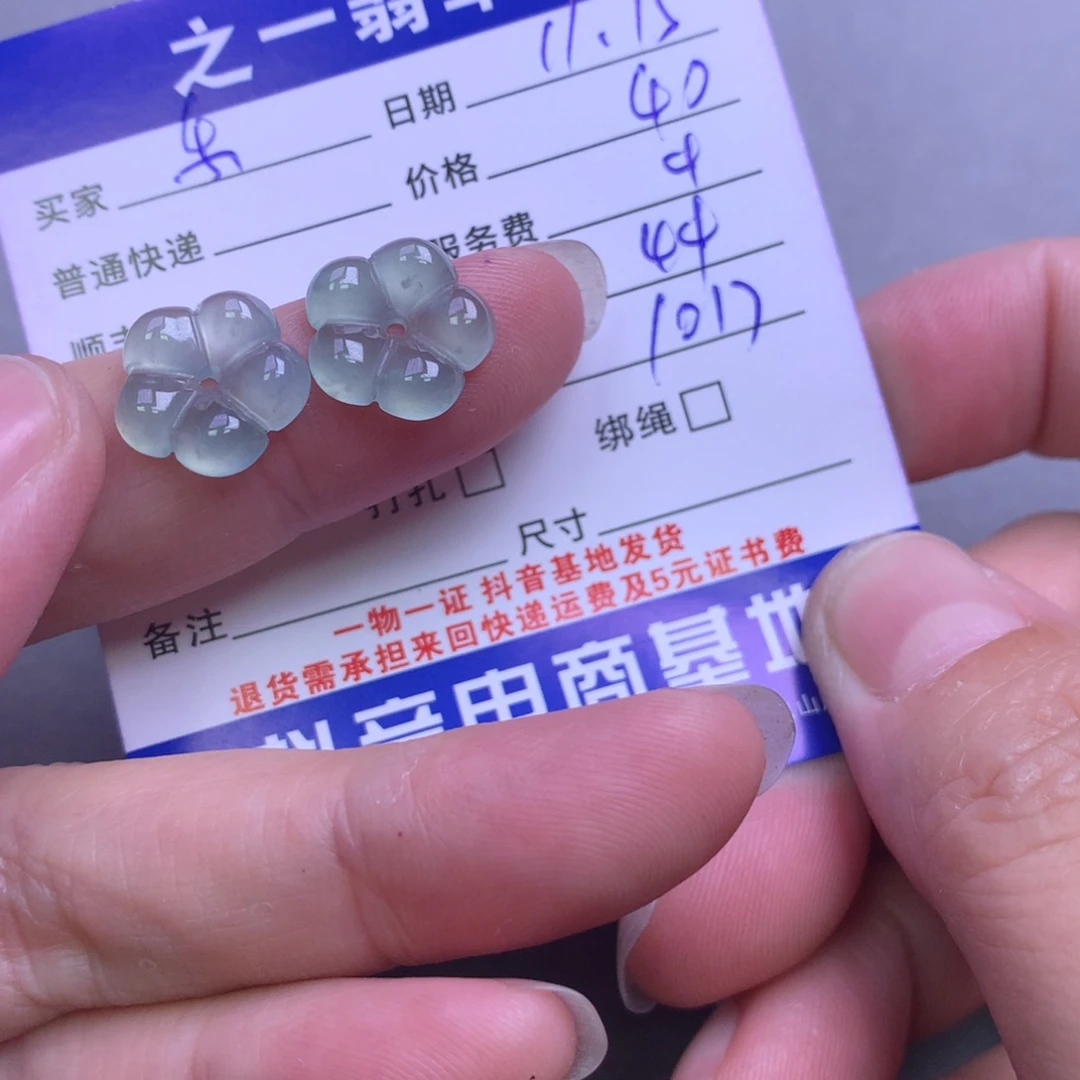 之一翡
买家 日期 11.15
普通快递 价格 40
服务费 4
44
1017
打孔 绑绳
尺寸
备注
一物一证 抖音基地发货
退货需承担来回快递运费及5元证书费
抖音电商基地